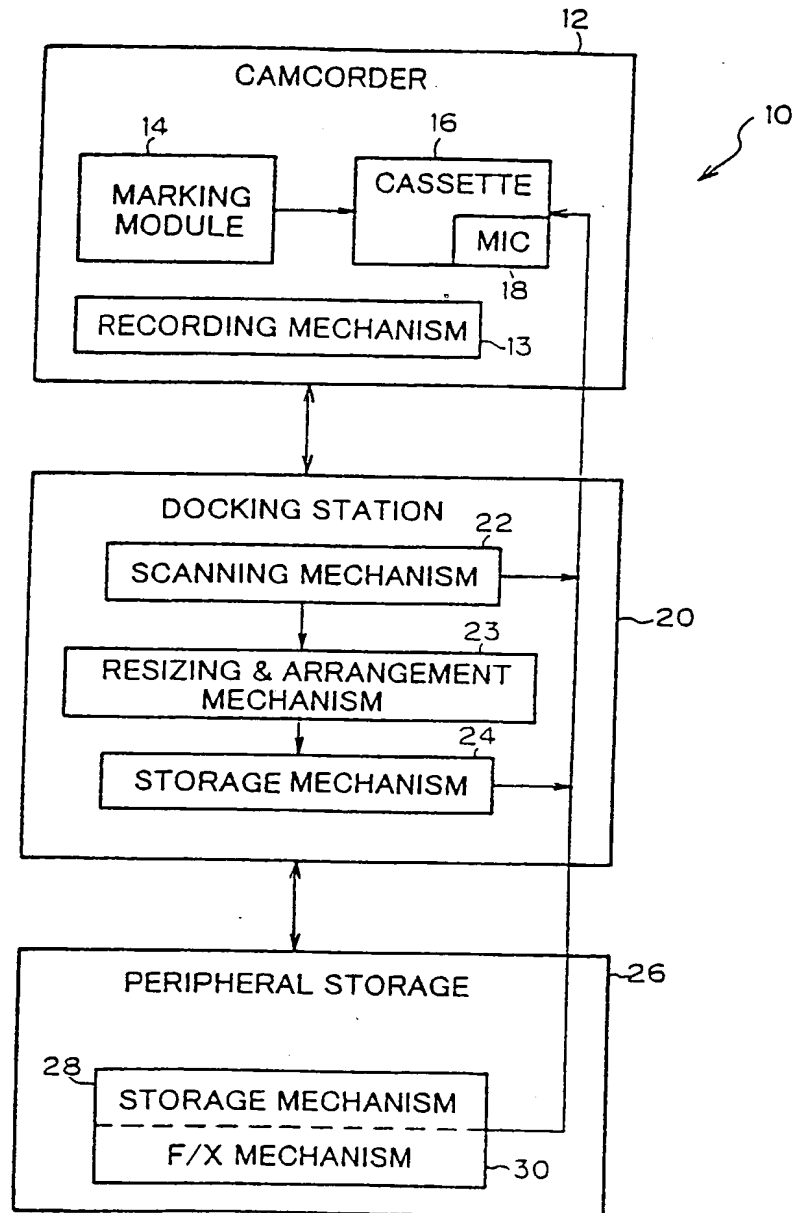 12
CAMCORDER
10
14
16
MARKING
MODULE
CASSETTE
MIC
18
RECORDING MECHANISM
13
DOCKING STATION
22
SCANNING MECHANISM
20
23
RESIZING & ARRANGEMENT
MECHANISM
24
STORAGE MECHANISM
PERIPHERAL STORAGE
26
28
STORAGE MECHANISM
F/X MECHANISM
30